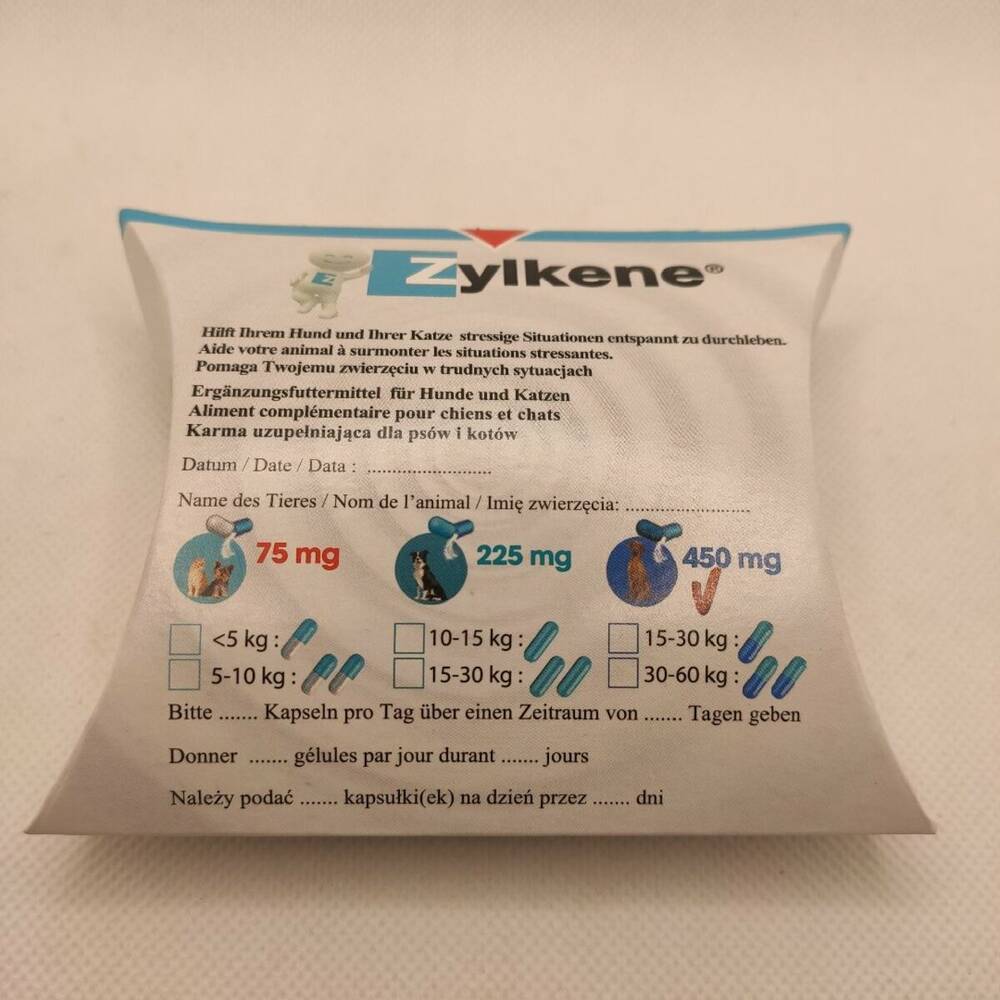 Zylkene®
Z
Hilft Ihrem Hund und Ihrer Katze stressige Situationen entspannt zu durchleben.
Aide votre animal à surmonter les situations stressantes.
Pomaga Twojemu zwierzęciu w trudnych sytuacjach
Ergänzungsfuttermittel für Hunde und Katzen
Aliment complémentaire pour chiens et chats
Karma uzupełniająca dla psów i kotów
Datum / Date / Data : ........................
Name des Tieres / Nom de l'animal / Imię zwierzęcia: ........................
75 mg 225 mg 450 mg
<5 kg : 10-15 kg : 15-30 kg :
5-10 kg : 15-30 kg : 30-60 kg :
Bitte ....... Kapseln pro Tag über einen Zeitraum von ....... Tagen geben
Donner ....... gélules par jour durant ....... jours
Należy podać ....... kapsułki(ek) na dzień przez ....... dni